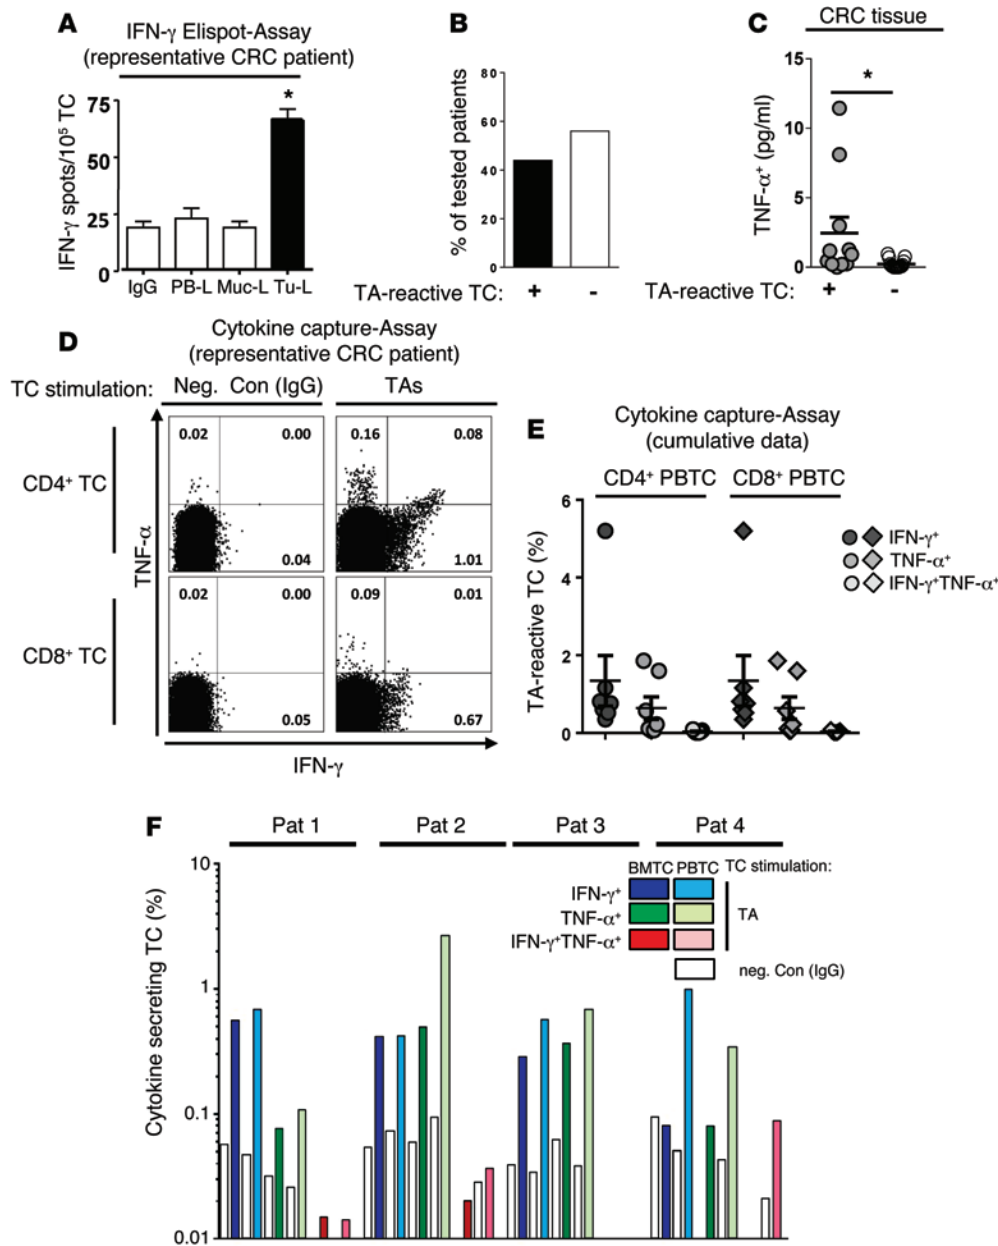 A
IFN-γ Elispot-Assay
(representative CRC patient)
IFN-γ spots/10⁵ TC
75
50
25
0
*
IgG PB-L Muc-L Tu-L
B
% of tested patients
80
60
40
20
0
TA-reactive TC: + -
C
CRC tissue
TNF-α⁺ (pg/ml)
15
10
5
0
*
TA-reactive TC: + -
D
Cytokine capture-Assay
(representative CRC patient)
TC stimulation: Neg. Con (IgG) TAs
CD4⁺ TC
0.02 0.00
0.04
0.16 0.08
1.01
CD8⁺ TC
0.02 0.00
0.05
0.09 0.01
0.67
TNF-α
IFN-γ
E
Cytokine capture-Assay
(cumulative data)
CD4⁺ PBTC CD8⁺ PBTC
TA-reactive TC (%)
6
4
2
0
IFN-γ⁺
TNF-α⁺
IFN-γ⁺TNF-α⁺
F
Pat 1 Pat 2 Pat 3 Pat 4
Cytokine secreting TC (%)
10
1
0.1
0.01
BMTC PBTC TC stimulation:
IFN-γ⁺
TNF-α⁺
IFN-γ⁺TNF-α⁺
TA
neg. Con (IgG)